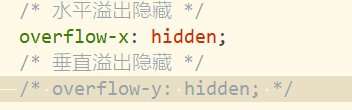 /* 水平溢出隐藏 */
overflow-x: hidden;
/* 垂直溢出隐藏 */
/* overflow-y: hidden; */